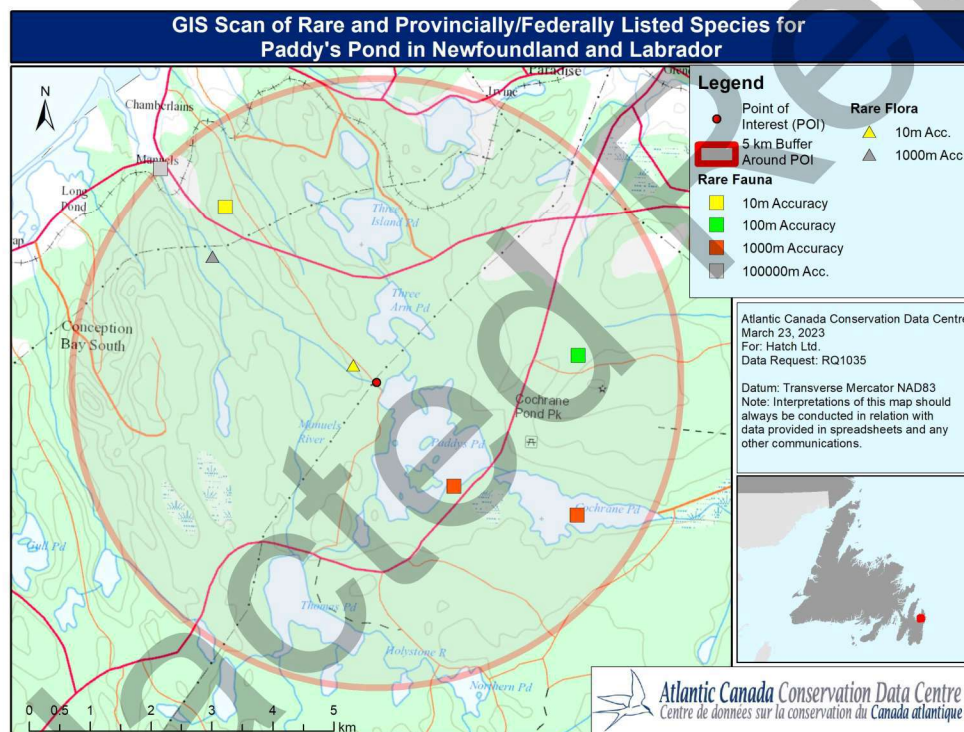 GIS Scan of Rare and Provincially/Federally Listed Species for
Paddy's Pond in Newfoundland and Labrador
N
Chamberlains
Manuels
Long
Pond
Paradise
Irvine
Three
Island Pd
Three
Arm Pd
Conception
Bay South
Manuels
River
Paddys Pd
Cochrane
Pond Pk
Cochrane Pd
Gull Pd
Thomas Pd
Holystone R
Northern Pd
0 0.5 1 2 3 4 5
km
Legend
Point of
Interest (POI)
5 km Buffer
Around POI
Rare Fauna
10m Accuracy
100m Accuracy
1000m Accuracy
100000m Acc.
Rare Flora
10m Acc.
1000m Acc.
Atlantic Canada Conservation Data Centre
March 23, 2023
For: Hatch Ltd.
Data Request: RQ1035
Datum: Transverse Mercator NAD83
Note: Interpretations of this map should
always be conducted in relation with
data provided in spreadsheets and any
other communications.
Atlantic Canada Conservation Data Centre
Centre de données sur la conservation du Canada atlantique